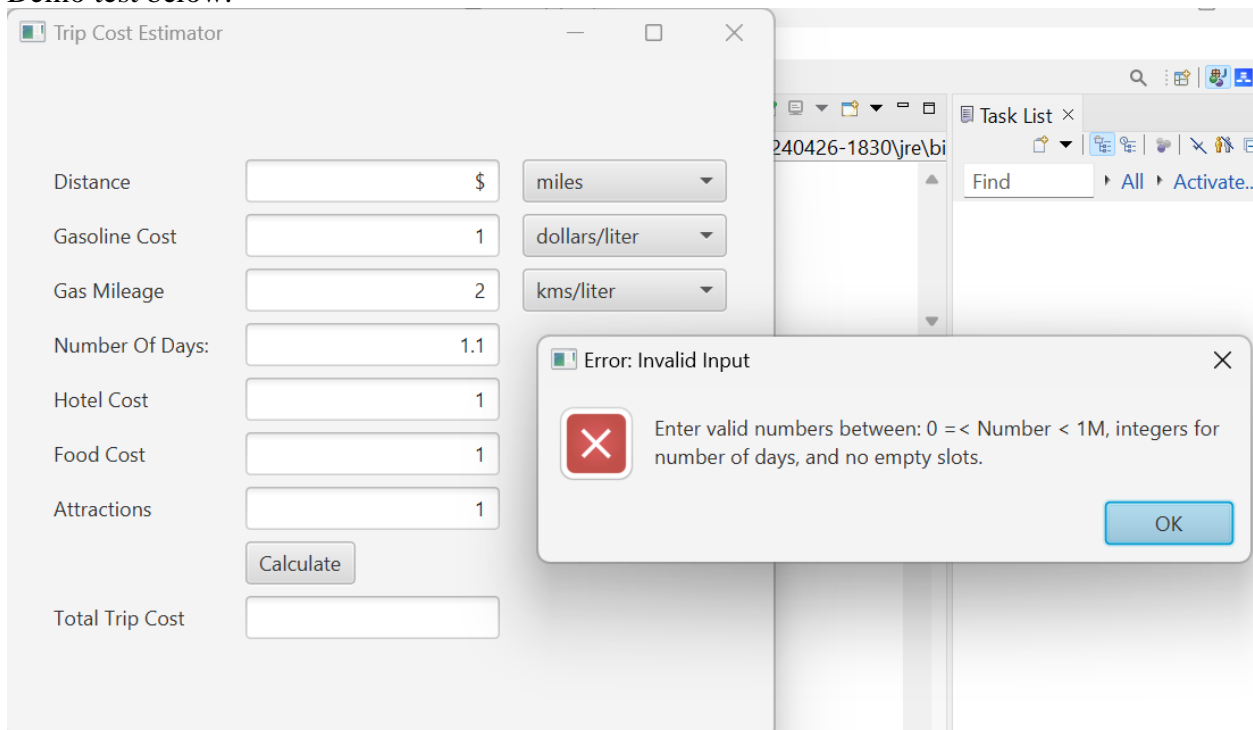 Demo test below.
Trip Cost Estimator
Task List
240426-1830\jre\bi
Find
All
Activate..
Distance
$
miles
Gasoline Cost
1
dollars/liter
Gas Mileage
2
kms/liter
Number Of Days:
1.1
Hotel Cost
1
Food Cost
1
Attractions
1
Calculate
Total Trip Cost
Error: Invalid Input
Enter valid numbers between: 0 =< Number < 1M, integers for
number of days, and no empty slots.
OK